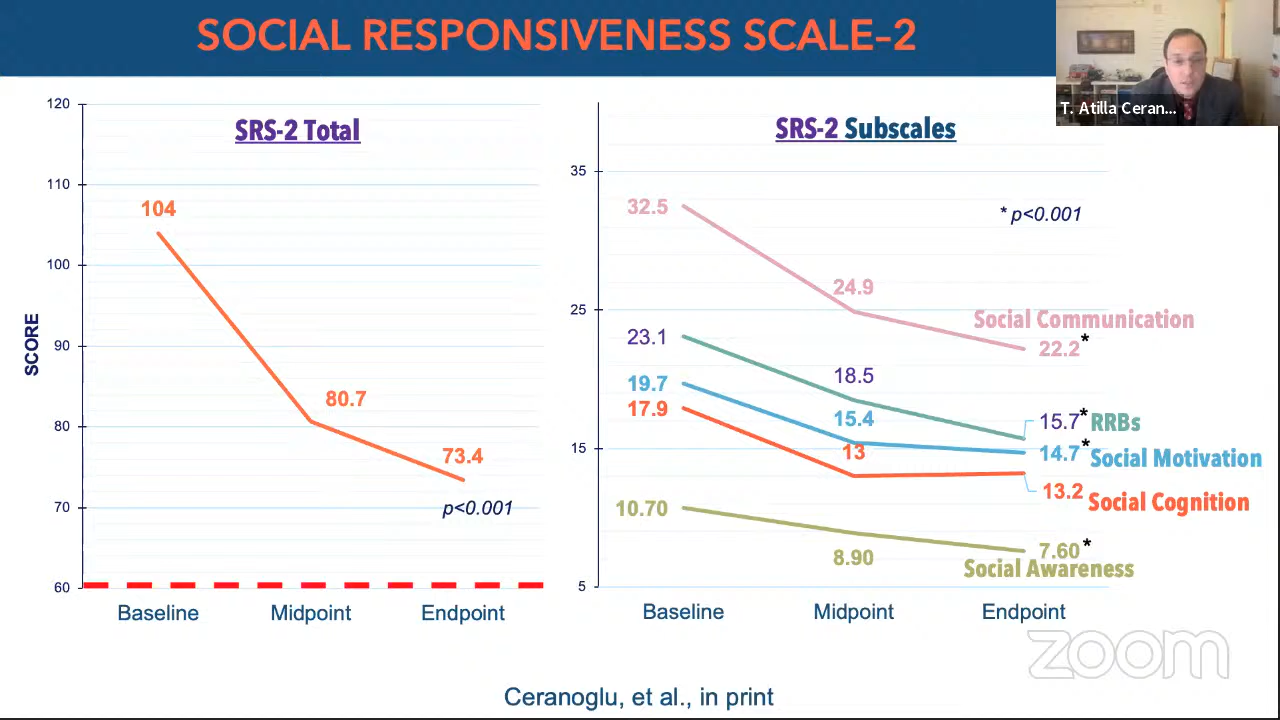 SOCIAL RESPONSIVENESS SCALE–2
T. Atilla Ceran...
SRS-2 Total
SCORE
120
110
100
90
80
70
60
104
80.7
73.4
p<0.001
Baseline Midpoint Endpoint
SRS-2 Subscales
35
25
15
5
* p<0.001
32.5
24.9
Social Communication
22.2*
23.1
18.5
15.7* RRBs
19.7
15.4
14.7* Social Motivation
17.9
13
13.2 Social Cognition
10.70
8.90
7.60*
Social Awareness
Baseline Midpoint Endpoint
zoom
Ceranoglu, et al., in print